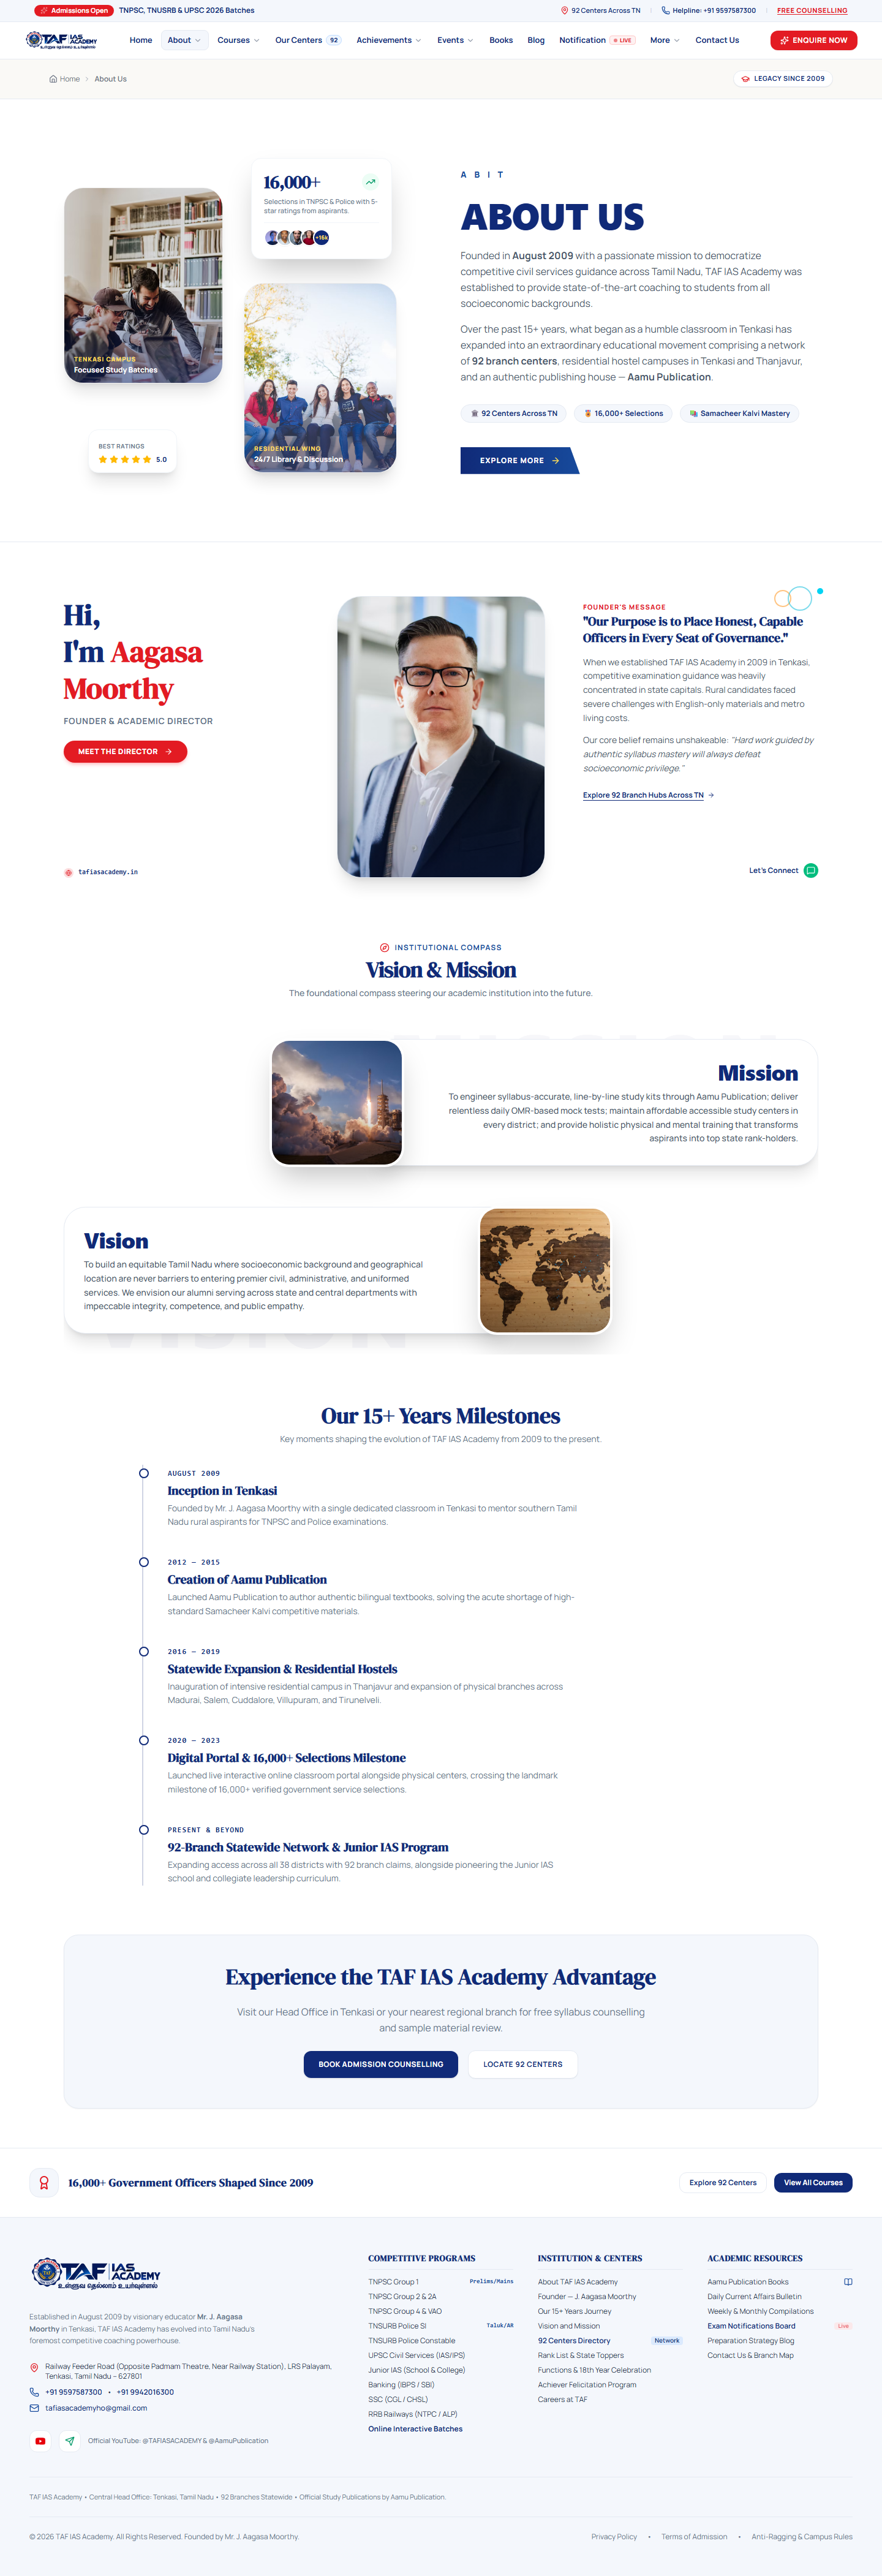 Admissions Open TNPSC, TNUSRB & UPSC 2026 Batches
92 Centers Across TN
Helpline: +91 9597587300
FREE COUNSELLING
TAF IAS ACADEMY
உள்ளுவ தெல்லாம் உயர்வுள்ளல்
Home
About
Courses
Our Centers 92
Achievements
Events
Books
Blog
Notification LIVE
More
Contact Us
ENQUIRE NOW
Home > About Us
LEGACY SINCE 2009
16,000+
Selections in TNPSC & Police with 5-
star ratings from aspirants.
+16k
TENKASI CAMPUS
Focused Study Batches
RESIDENTIAL WING
24/7 Library & Discussion
BEST RATINGS
5.0
ABIT
ABOUT US
Founded in August 2009 with a passionate mission to democratize
competitive civil services guidance across Tamil Nadu, TAF IAS Academy was
established to provide state-of-the-art coaching to students from all
socioeconomic backgrounds.
Over the past 15+ years, what began as a humble classroom in Tenkasi has
expanded into an extraordinary educational movement comprising a network
of 92 branch centers, residential hostel campuses in Tenkasi and Thanjavur,
and an authentic publishing house — Aamu Publication.
92 Centers Across TN
16,000+ Selections
Samacheer Kalvi Mastery
EXPLORE MORE
Hi,
I'm Aagasa
Moorthy
FOUNDER & ACADEMIC DIRECTOR
MEET THE DIRECTOR
tafiasacademy.in
FOUNDER'S MESSAGE
"Our Purpose is to Place Honest, Capable
Officers in Every Seat of Governance."
When we established TAF IAS Academy in 2009 in Tenkasi,
competitive examination guidance was heavily
concentrated in state capitals. Rural candidates faced
severe challenges with English-only materials and metro
living costs.
Our core belief remains unshakeable: "Hard work guided by
authentic syllabus mastery will always defeat
socioeconomic privilege."
Explore 92 Branch Hubs Across TN
Let's Connect
INSTITUTIONAL COMPASS
Vision & Mission
The foundational compass steering our academic institution into the future.
Mission
To engineer syllabus-accurate, line-by-line study kits through Aamu Publication; deliver
relentless daily OMR-based mock tests; maintain affordable accessible study centers in
every district; and provide holistic physical and mental training that transforms
aspirants into top state rank-holders.
Vision
To build an equitable Tamil Nadu where socioeconomic background and geographical
location are never barriers to entering premier civil, administrative, and uniformed
services. We envision our alumni serving across state and central departments with
impeccable integrity, competence, and public empathy.
VISION
Our 15+ Years Milestones
Key moments shaping the evolution of TAF IAS Academy from 2009 to the present.
AUGUST 2009
Inception in Tenkasi
Founded by Mr. J. Aagasa Moorthy with a single dedicated classroom in Tenkasi to mentor southern Tamil
Nadu rural aspirants for TNPSC and Police examinations.
2012 — 2015
Creation of Aamu Publication
Launched Aamu Publication to author authentic bilingual textbooks, solving the acute shortage of high-
standard Samacheer Kalvi competitive materials.
2016 — 2019
Statewide Expansion & Residential Hostels
Inauguration of intensive residential campus in Thanjavur and expansion of physical branches across
Madurai, Salem, Cuddalore, Villupuram, and Tirunelveli.
2020 — 2023
Digital Portal & 16,000+ Selections Milestone
Launched live interactive online classroom portal alongside physical centers, crossing the landmark
milestone of 16,000+ verified government service selections.
PRESENT & BEYOND
92-Branch Statewide Network & Junior IAS Program
Expanding access across all 38 districts with 92 branch claims, alongside pioneering the Junior IAS
school and collegiate leadership curriculum.
Experience the TAF IAS Academy Advantage
Visit our Head Office in Tenkasi or your nearest regional branch for free syllabus counselling
and sample material review.
BOOK ADMISSION COUNSELLING
LOCATE 92 CENTERS
16,000+ Government Officers Shaped Since 2009
Explore 92 Centers
View All Courses
TAF IAS ACADEMY
உள்ளுவ தெல்லாம் உயர்வுள்ளல்
Established in August 2009 by visionary educator Mr. J. Aagasa
Moorthy in Tenkasi, TAF IAS Academy has evolved into Tamil Nadu's
foremost competitive coaching powerhouse.
Railway Feeder Road (Opposite Padmam Theatre, Near Railway Station), LRS Palayam,
Tenkasi, Tamil Nadu – 627801
+91 9597587300 • +91 9942016300
tafiasacademyho@gmail.com
Official YouTube: @TAFIASACADEMY & @AamuPublication
COMPETITIVE PROGRAMS
TNPSC Group 1 Prelims/Mains
TNPSC Group 2 & 2A
TNPSC Group 4 & VAO
TNUSRB Police SI Taluk/AR
TNUSRB Police Constable
UPSC Civil Services (IAS/IPS)
Junior IAS (School & College)
Banking (IBPS / SBI)
SSC (CGL / CHSL)
RRB Railways (NTPC / ALP)
Online Interactive Batches
INSTITUTION & CENTERS
About TAF IAS Academy
Founder — J. Aagasa Moorthy
Our 15+ Years Journey
Vision and Mission
92 Centers Directory Network
Rank List & State Toppers
Functions & 18th Year Celebration
Achiever Felicitation Program
Careers at TAF
ACADEMIC RESOURCES
Aamu Publication Books
Daily Current Affairs Bulletin
Weekly & Monthly Compilations
Exam Notifications Board Live
Preparation Strategy Blog
Contact Us & Branch Map
TAF IAS Academy • Central Head Office: Tenkasi, Tamil Nadu • 92 Branches Statewide • Official Study Publications by Aamu Publication.
© 2026 TAF IAS Academy. All Rights Reserved. Founded by Mr. J. Aagasa Moorthy.
Privacy Policy • Terms of Admission • Anti-Ragging & Campus Rules